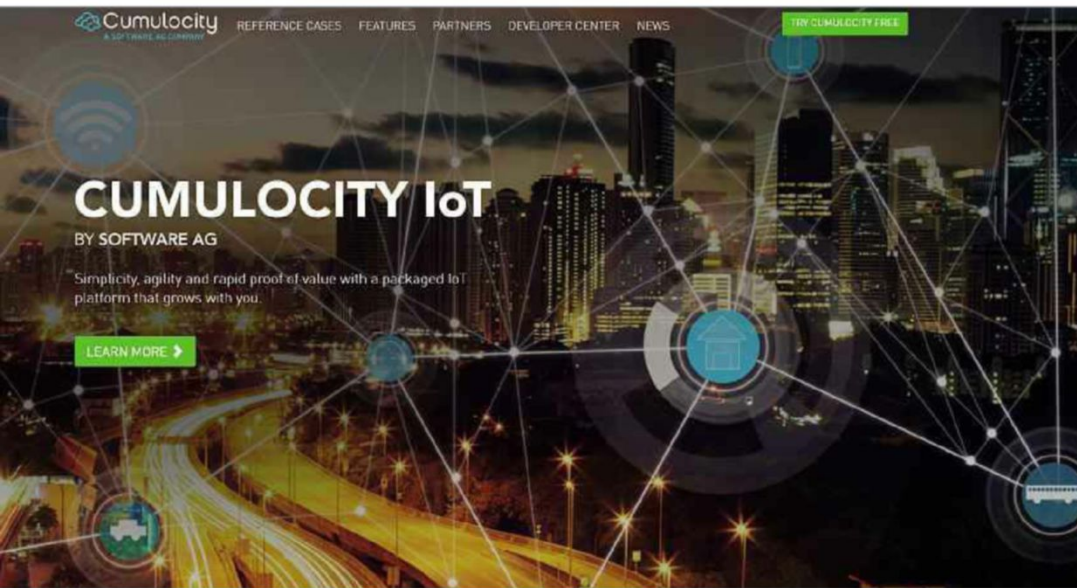 Cumulocity
A SOFTWARE AG COMPANY
REFERENCE CASES FEATURES PARTNERS DEVELOPER CENTER NEWS
TRY CUMULOCITY FREE
CUMULOCITY IoT
BY SOFTWARE AG
Simplicity, agility and rapid proof-of-value with a packaged IoT
platform that grows with you.
LEARN MORE